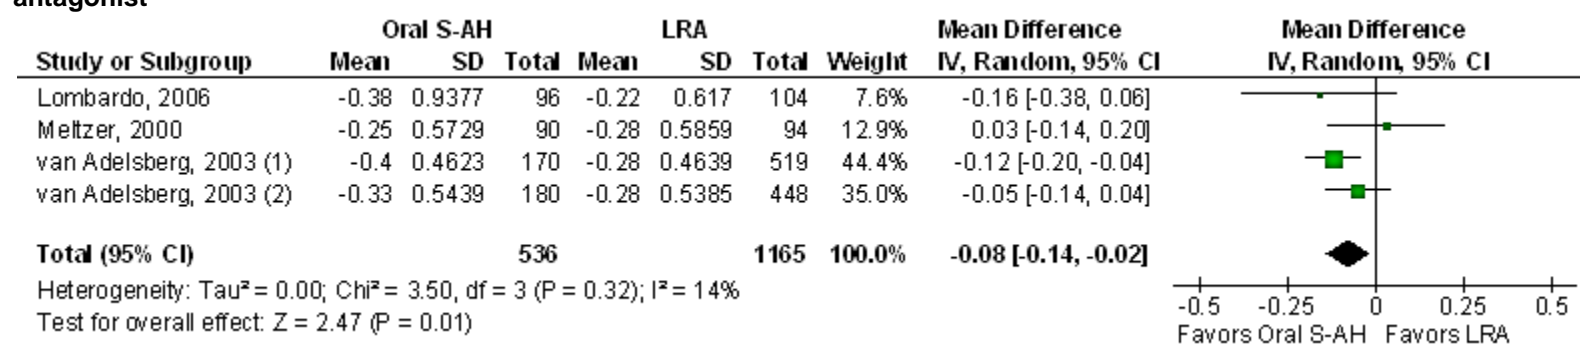 antagonist
Oral S-AH LRA Mean Difference Mean Difference
Study or Subgroup Mean SD Total Mean SD Total Weight IV, Random, 95% CI IV, Random, 95% CI
Lombardo, 2006 -0.38 0.9377 96 -0.22 0.617 104 7.6% -0.16 [-0.38, 0.06]
Meltzer, 2000 -0.25 0.5729 90 -0.28 0.5859 94 12.9% 0.03 [-0.14, 0.20]
van Adelsberg, 2003 (1) -0.4 0.4623 170 -0.28 0.4639 519 44.4% -0.12 [-0.20, -0.04]
van Adelsberg, 2003 (2) -0.33 0.5439 180 -0.28 0.5385 448 35.0% -0.05 [-0.14, 0.04]
Total (95% CI) 536 1165 100.0% -0.08 [-0.14, -0.02]
Heterogeneity: Tau² = 0.00; Chi² = 3.50, df = 3 (P = 0.32); I² = 14%
Test for overall effect: Z = 2.47 (P = 0.01)
-0.5 -0.25 0 0.25 0.5
Favors Oral S-AH Favors LRA